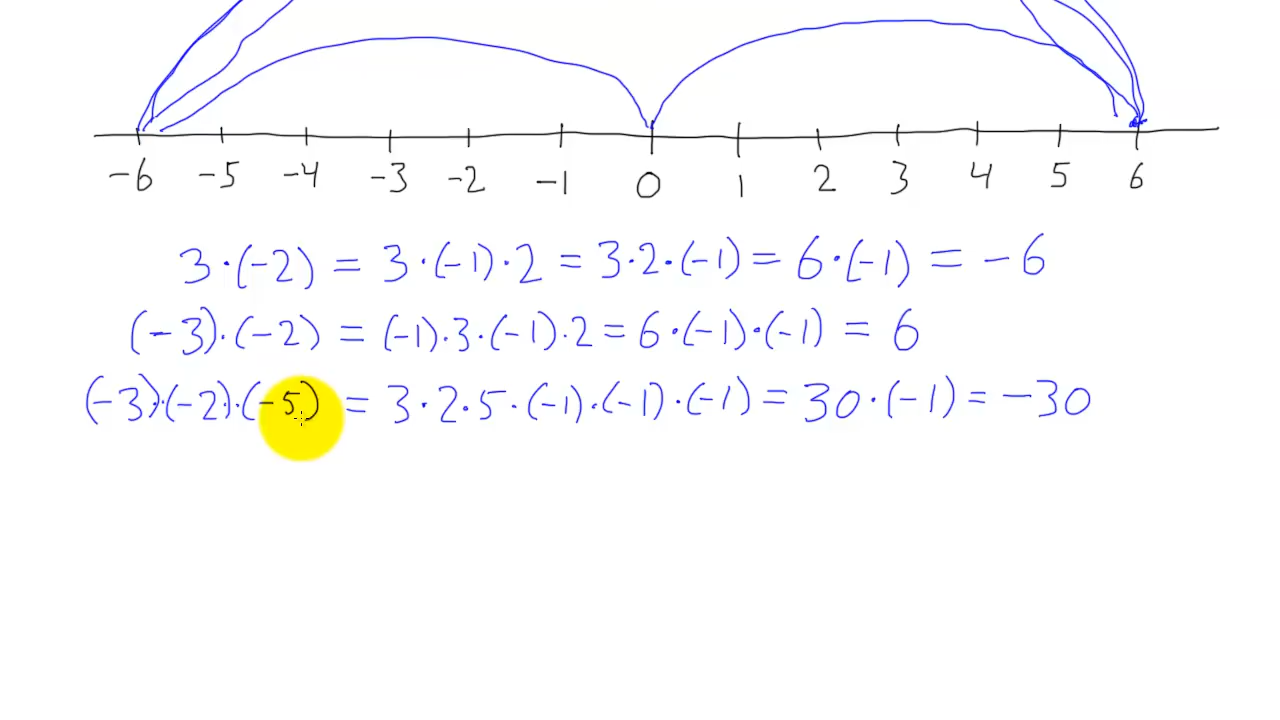 -6 -5 -4 -3 -2 -1 0 1 2 3 4 5 6
3·(-2) = 3·(-1)·2 = 3·2·(-1) = 6·(-1) = -6
(-3)·(-2) = (-1)·3·(-1)·2 = 6·(-1)·(-1) = 6
(-3)·(-2)·(-5) = 3·2·5·(-1)·(-1)·(-1) = 30·(-1) = -30